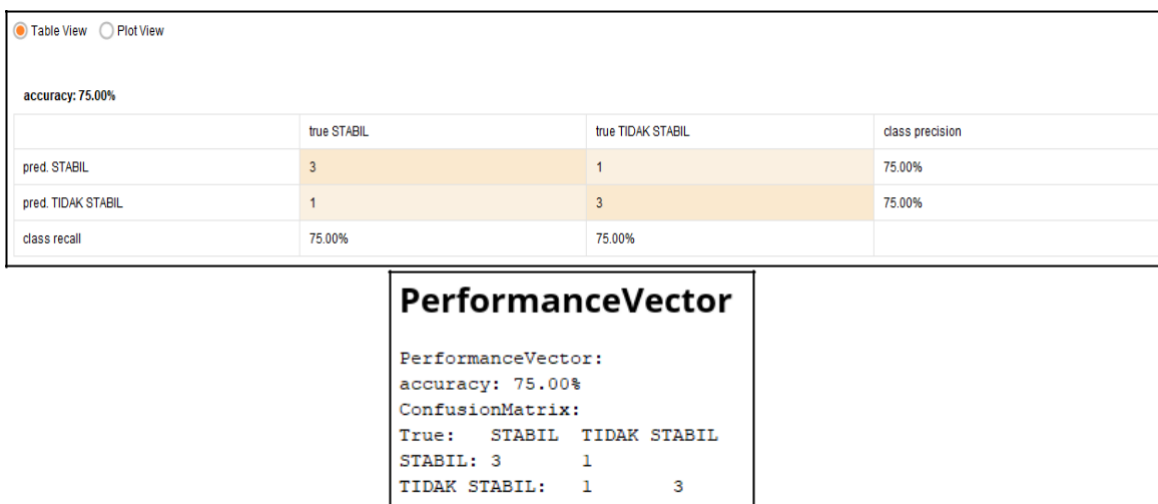 Table View Plot View
accuracy: 75.00%
true STABIL true TIDAK STABIL class precision
pred. STABIL 3 1 75.00%
pred. TIDAK STABIL 1 3 75.00%
class recall 75.00% 75.00%
PerformanceVector
PerformanceVector:
accuracy: 75.00%
ConfusionMatrix:
True: STABIL TIDAK STABIL
STABIL: 3 1
TIDAK STABIL: 1 3